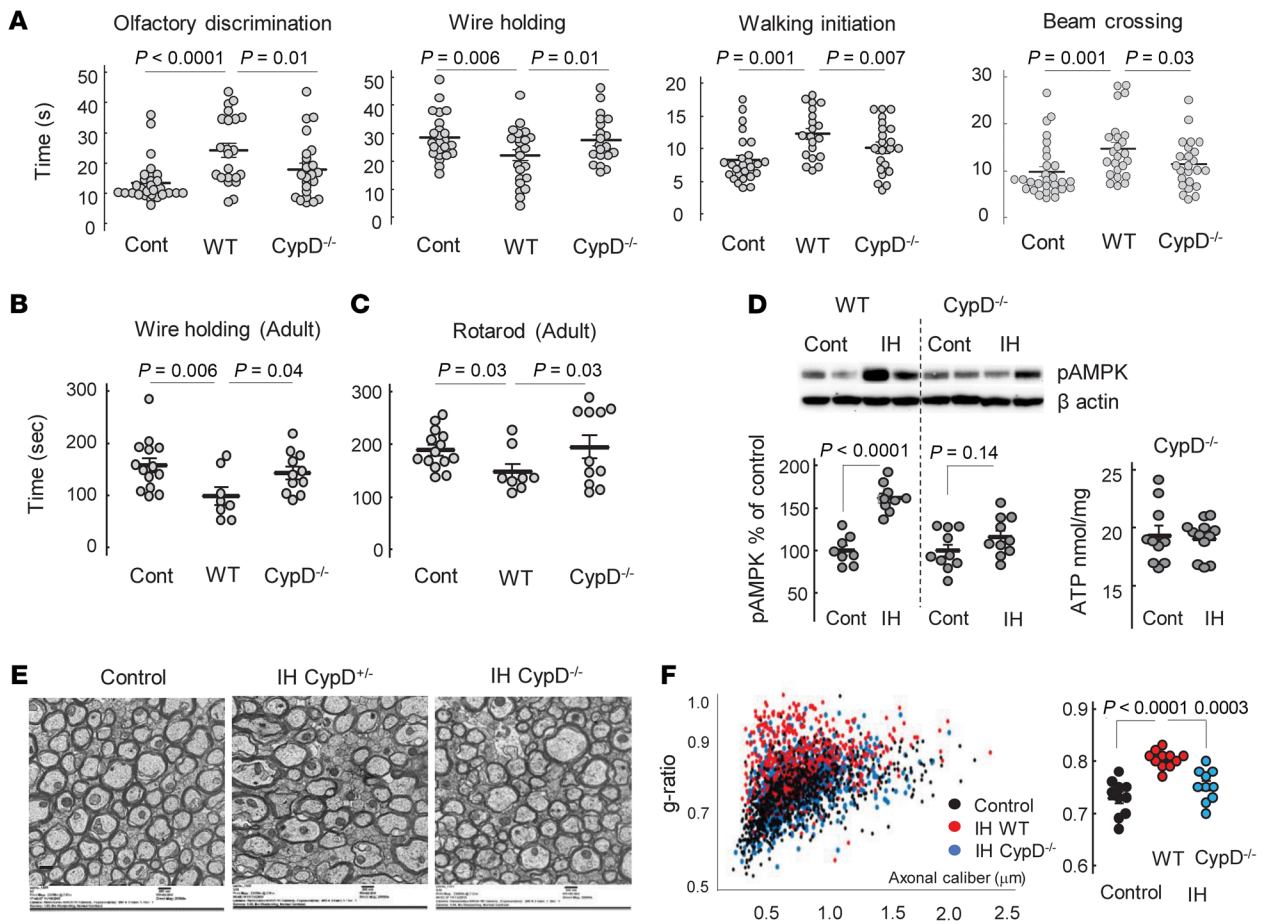 A
Olfactory discrimination
Wire holding
Walking initiation
Beam crossing
P < 0.0001 P = 0.01
P = 0.006 P = 0.01
P = 0.001 P = 0.007
P = 0.001 P = 0.03
Time (s)
50
40
30
20
10
0
Cont WT CypD-/-
50
40
30
20
10
0
Cont WT CypD-/-
20
15
10
5
0
Cont WT CypD-/-
30
20
10
0
Cont WT CypD-/-
B
Wire holding (Adult)
P = 0.006 P = 0.04
Time (sec)
300
200
100
0
Cont WT CypD-/-
C
Rotarod (Adult)
P = 0.03 P = 0.03
300
200
100
0
Cont WT CypD-/-
D
WT CypD-/-
Cont IH Cont IH
pAMPK
β actin
P < 0.0001 P = 0.14
pAMPK % of control
200
150
100
50
Cont IH Cont IH
CypD-/-
ATP nmol/mg
25
20
15
Cont IH
E
Control
IH CypD+/-
IH CypD-/-
F
g-ratio
1.0
0.9
0.7
0.5
Control
IH WT
IH CypD-/-
Axonal caliber (μm)
0.5 1.0 1.5 2.0 2.5
P < 0.0001 0.0003
0.9
0.8
0.7
0.6
WT CypD-/-
Control IH